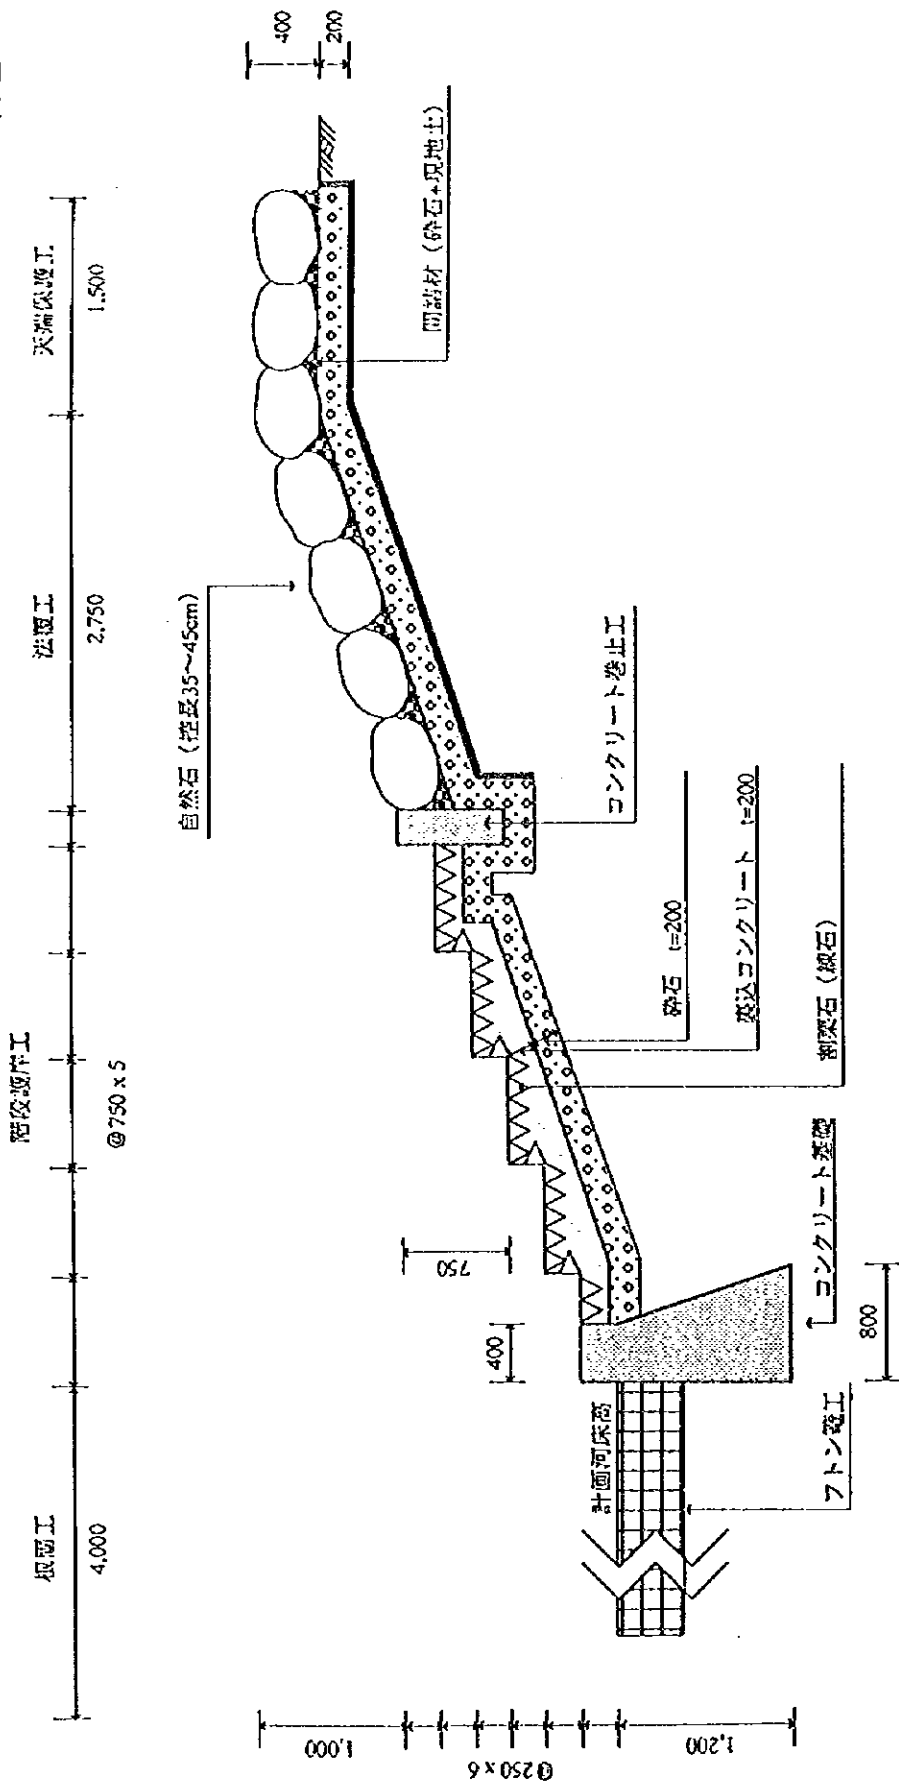 根固工
4,000
階段護岸工
@750 x 5
法覆工
2,750
天端保護工
1,500
400
200
自然石 (控長35～45cm)
間詰材 (砕石+現地土)
コンクリート巻止工
砕石 t=200
裏込コンクリート t=200
割栗石 (練石)
コンクリート基礎
フトン篭工
計画河床高
400
750
800
1,000
@250 x 6
1,200